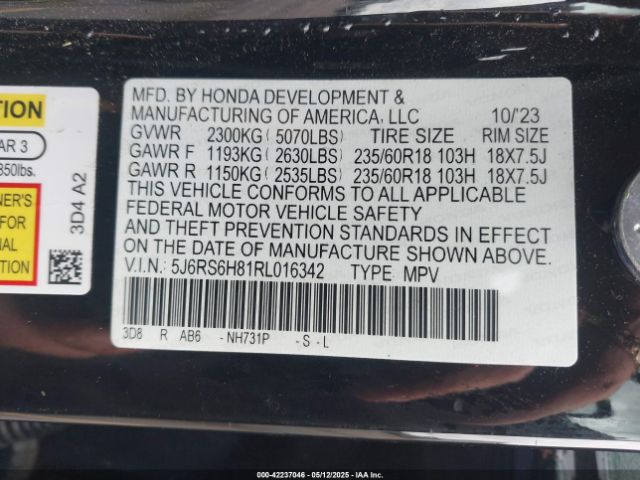 TION
AR 3
850lbs.
NER'S
FOR
NAL
ION.
3D4 A2
MFD. BY HONDA DEVELOPMENT &
MANUFACTURING OF AMERICA, LLC 10/'23
GVWR 2300KG(5070LBS) TIRE SIZE RIM SIZE
GAWR F 1193KG(2630LBS) 235/60R18 103H 18X7.5J
GAWR R 1150KG(2535LBS) 235/60R18 103H 18X7.5J
THIS VEHICLE CONFORMS TO ALL APPLICABLE
FEDERAL MOTOR VEHICLE SAFETY
AND THEFT PREVENTION STANDARDS IN EFFECT
ON THE DATE OF MANUFACTURE SHOWN ABOVE.
V.I.N: 5J6RS6H81RL016342 TYPE MPV
3D8 R AB6 -NH731P -S-L
000-42237046 - 05/12/2025 - IAA Inc.